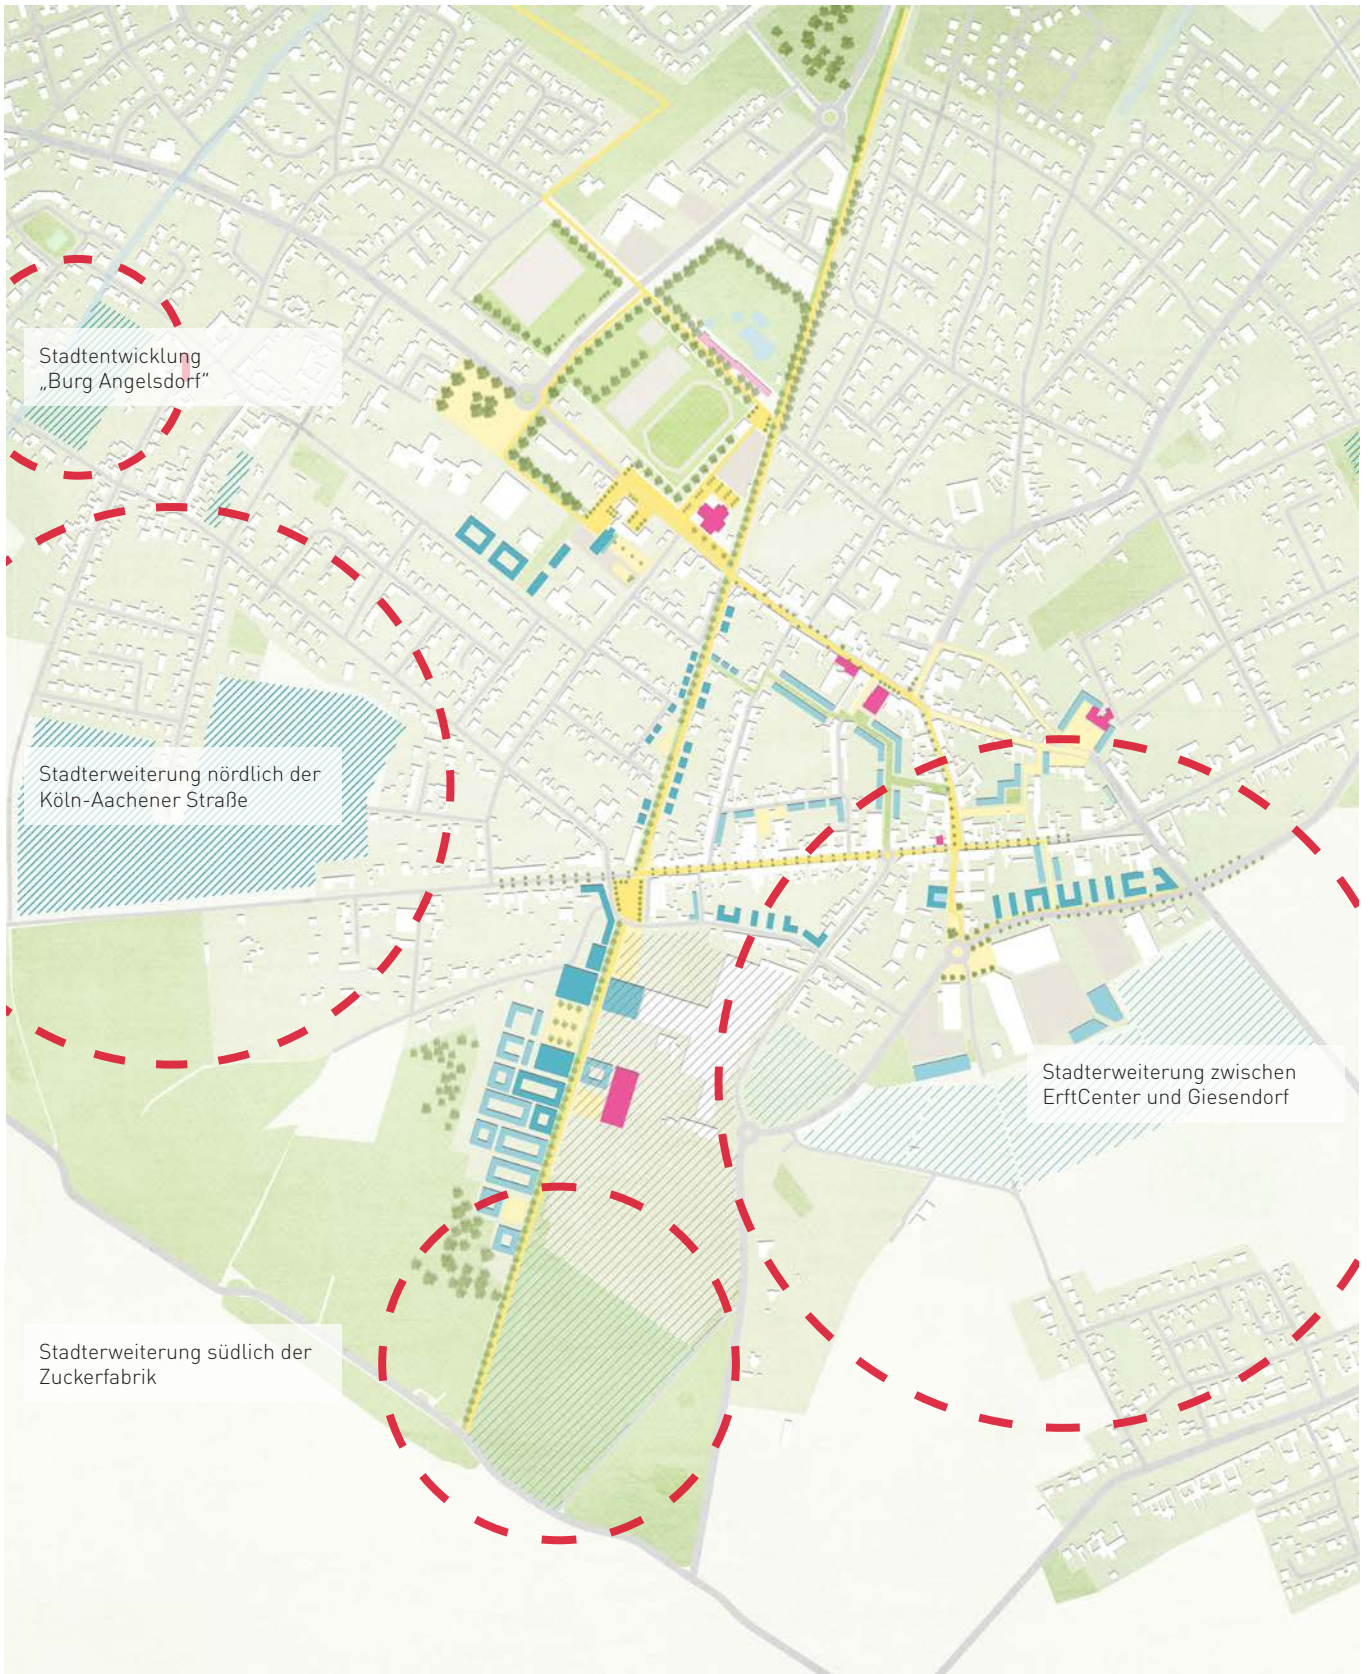 Stadtentwicklung
„Burg Angelsdorf“
Stadterweiterung nördlich der
Köln-Aachener Straße
Stadterweiterung zwischen
ErftCenter und Giesendorf
Stadterweiterung südlich der
Zuckerfabrik